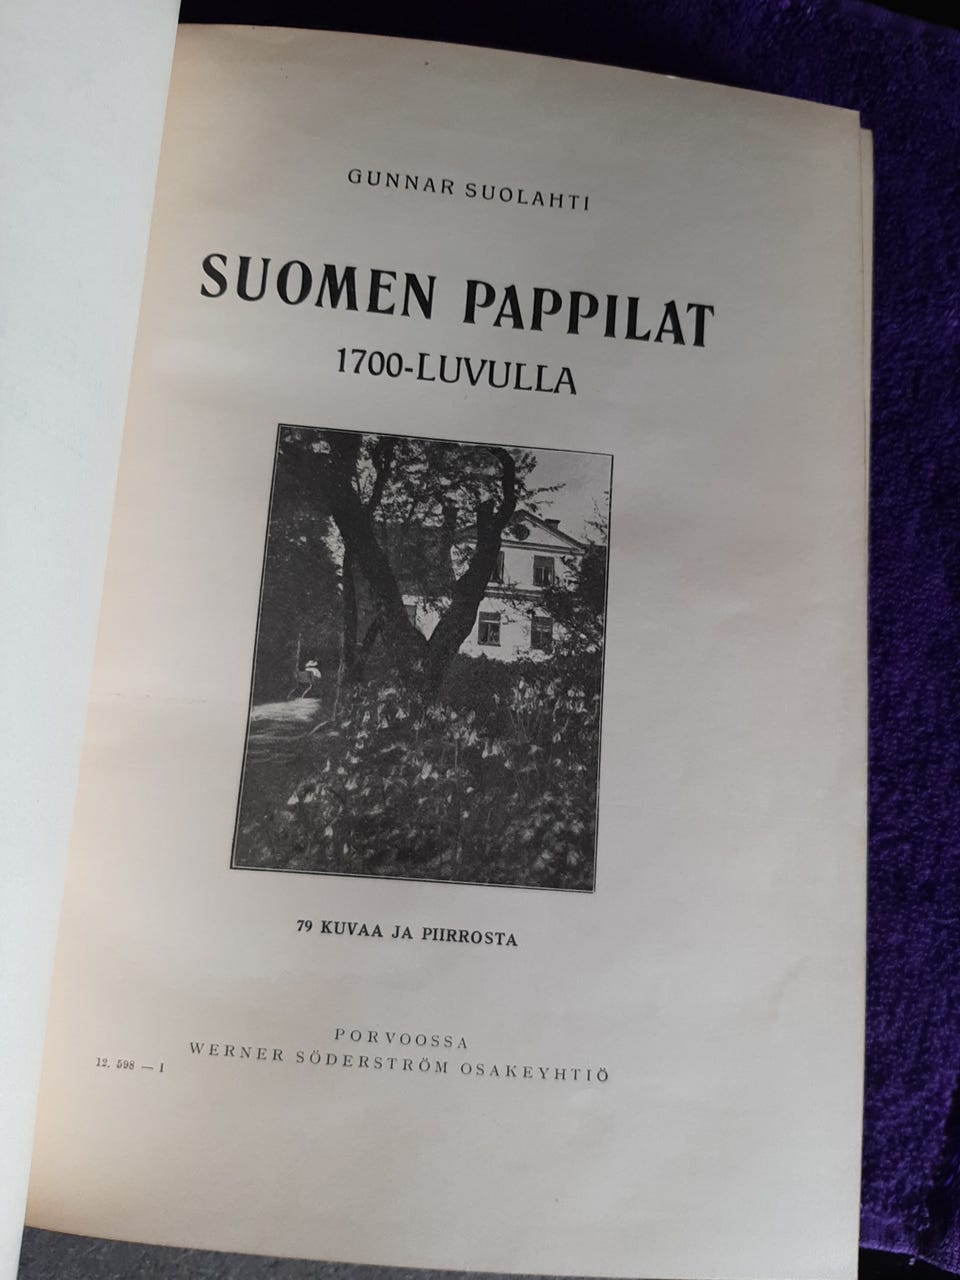 GUNNAR SUOLAHTI
SUOMEN PAPPILAT
1700-LUVULLA
79 KUVAA JA PIIRROSTA
PORVOOSSA
WERNER SÖDERSTRÖM OSAKEYHTIÖ
12. 598 — I